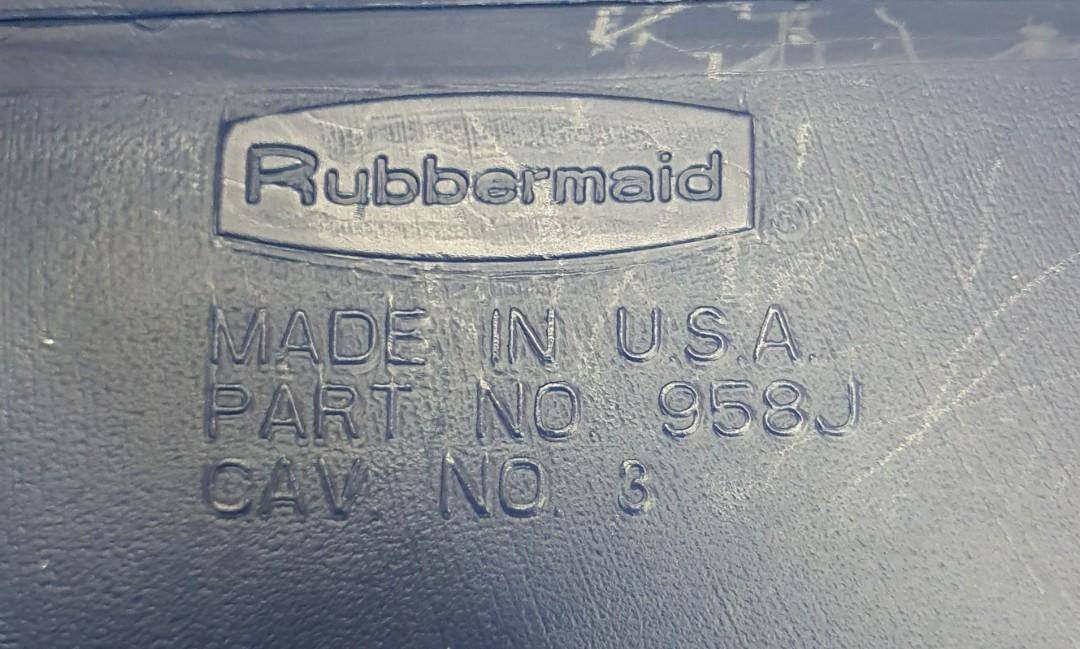 Rubbermaid ®
MADE IN U.S.A.
PART NO 958J
CAV. NO. 3